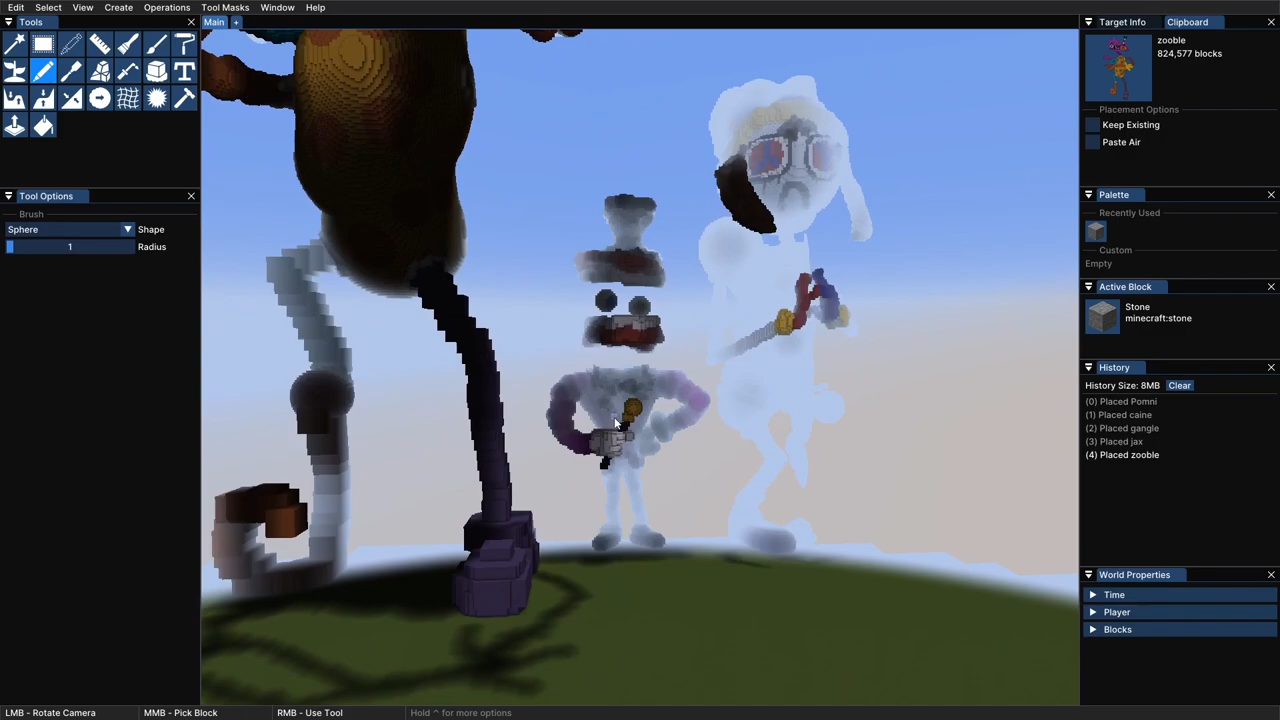 Edit Select View Create Operations Tool Masks Window Help
Tools
Main +
Target Info Clipboard
zooble
824,577 blocks
Placement Options
Keep Existing
Paste Air
Tool Options
Brush
Sphere Shape
1 Radius
Palette
Recently Used
Custom
Empty
Active Block
Stone
minecraft:stone
History
History Size: 8MB Clear
(0) Placed Pomni
(1) Placed caine
(2) Placed gangle
(3) Placed jax
(4) Placed zooble
World Properties
Time
Player
Blocks
LMB - Rotate Camera MMB - Pick Block RMB - Use Tool Hold ^ for more options